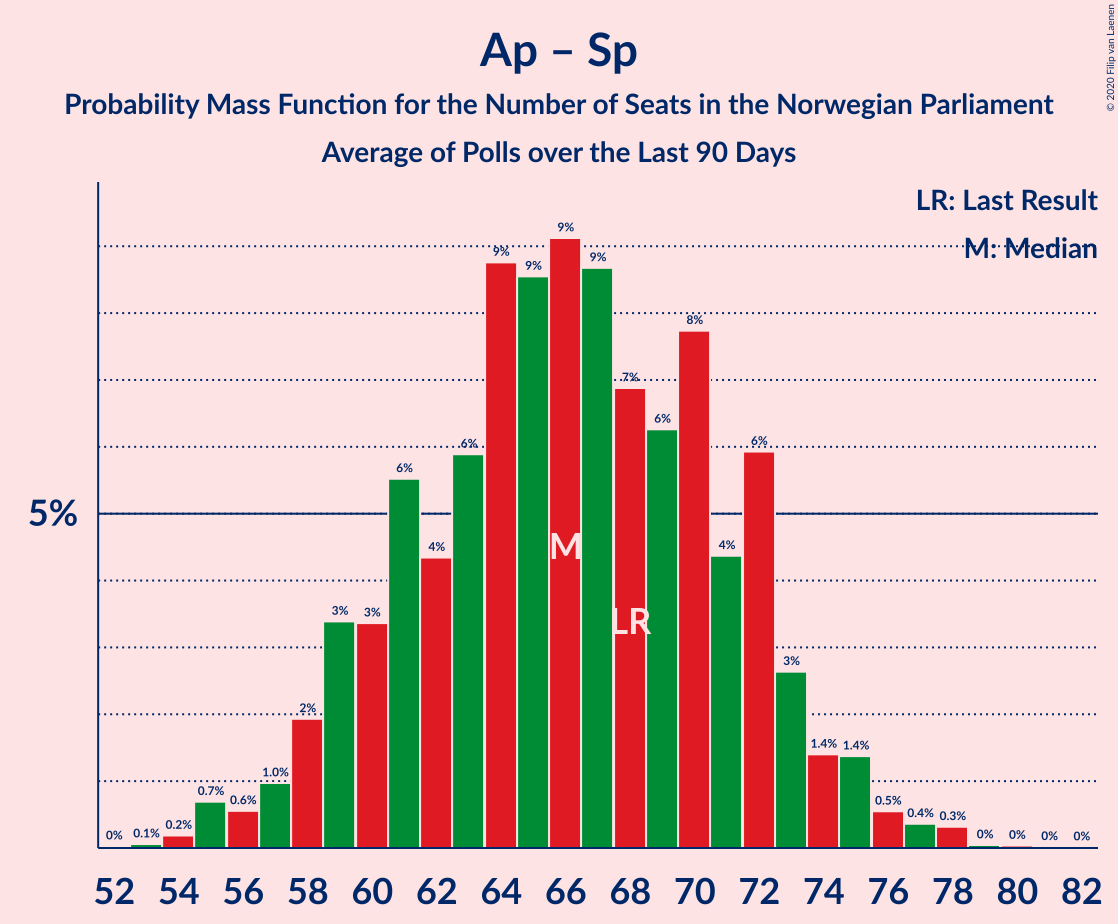 Ap – Sp
Probability Mass Function for the Number of Seats in the Norwegian Parliament
Average of Polls over the Last 90 Days
© 2020 Filip van Laenen
LR: Last Result
M: Median
5%
0% 0.1% 0.2% 0.7% 0.6% 1.0% 2% 3% 3% 6% 4% 6% 9% 9% 9% 9% 7% 6% 8% 4% 6% 3% 1.4% 1.4% 0.5% 0.4% 0.3% 0% 0% 0% 0%
M
LR
52 54 56 58 60 62 64 66 68 70 72 74 76 78 80 82